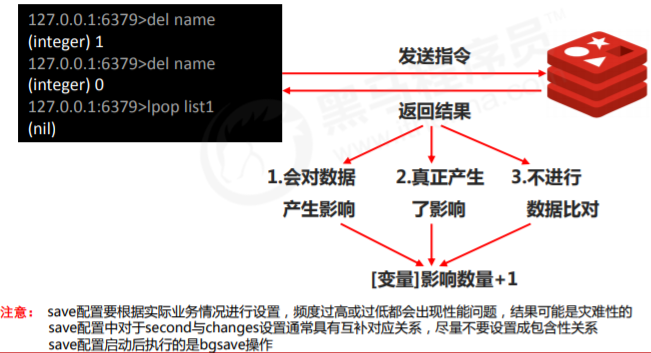 127.0.0.1:6379>del name
(integer) 1
127.0.0.1:6379>del name
(integer) 0
127.0.0.1:6379>lpop list1
(nil)
发送指令
返回结果
1.会对数据
产生影响
2.真正产生
了影响
3.不进行
数据比对
[变量]影响数量+1
注意： save配置要根据实际业务情况进行设置，频度过高或过低都会出现性能问题，结果可能是灾难性的
save配置中对于second与changes设置通常具有互补对应关系，尽量不要设置成包含性关系
save配置启动后执行的是bgsave操作
黑马程序员